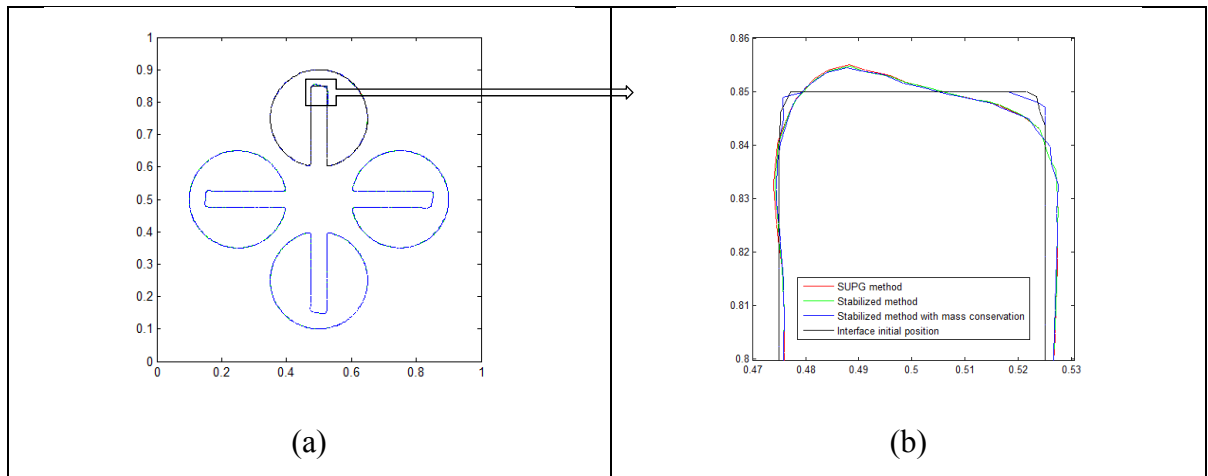 1
0.9
0.8
0.7
0.6
0.5
0.4
0.3
0.2
0.1
0
0 0.2 0.4 0.6 0.8 1
(a)
0.86
0.85
0.84
0.83
0.82
0.81
0.8
0.47 0.48 0.49 0.5 0.51 0.52 0.53
SUPG method
Stabilized method
Stabilized method with mass conservation
Interface initial position
(b)